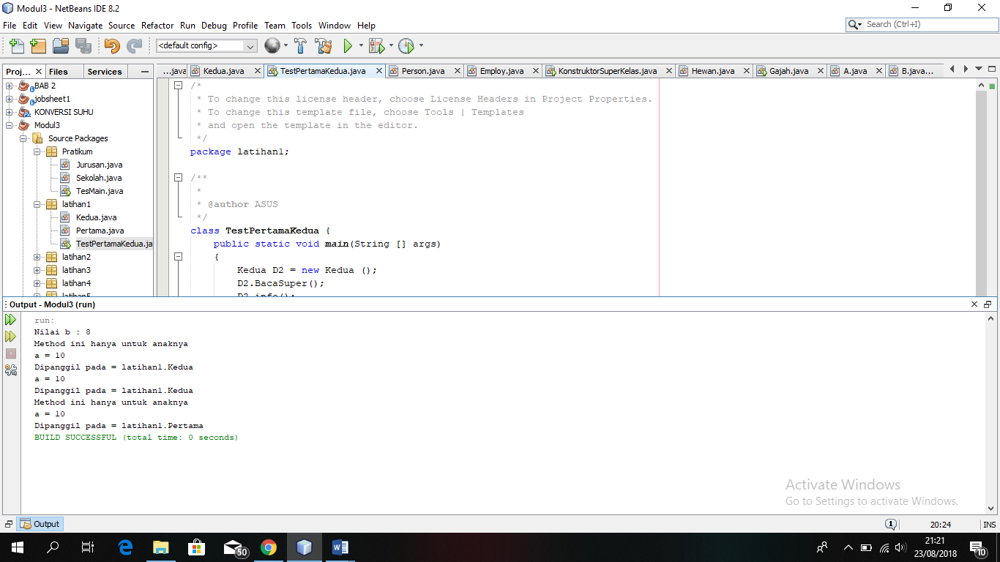 Modul3 - NetBeans IDE 8.2
File Edit View Navigate Source Refactor Run Debug Profile Team Tools Window Help
Search (Ctrl+I)
<default config>
Proj... Files Services
...java Kedua.java TestPertamaKedua.java Person.java Employ.java KonstruktorSuperKelas.java Hewan.java Gajah.java A.java B.java...
BAB 2
jobsheet1
KONVERSI SUHU
Modul3
Source Packages
Pratikum
Jurusan.java
Sekolah.java
TesMain.java
latihan1
Kedua.java
Pertama.java
TestPertamaKedua.ja
latihan2
latihan3
latihan4
latihan5
/*
* To change this license header, choose License Headers in Project Properties.
* To change this template file, choose Tools | Templates
* and open the template in the editor.
*/
package latihan1;
/**
*
* @author ASUS
*/
class TestPertamaKedua {
public static void main(String [] args)
{
Kedua D2 = new Kedua ();
D2.BacaSuper();
D2.info();
Output - Modul3 (run)
run:
Nilai b : 8
Method ini hanya untuk anaknya
a = 10
Dipanggil pada = latihan1.Kedua
a = 10
Dipanggil pada = latihan1.Kedua
Method ini hanya untuk anaknya
a = 10
Dipanggil pada = latihan1.Pertama
BUILD SUCCESSFUL (total time: 0 seconds)
Activate Windows
Go to Settings to activate Windows.
Output
1
20:24
INS
50
21:21
23/08/2018
10